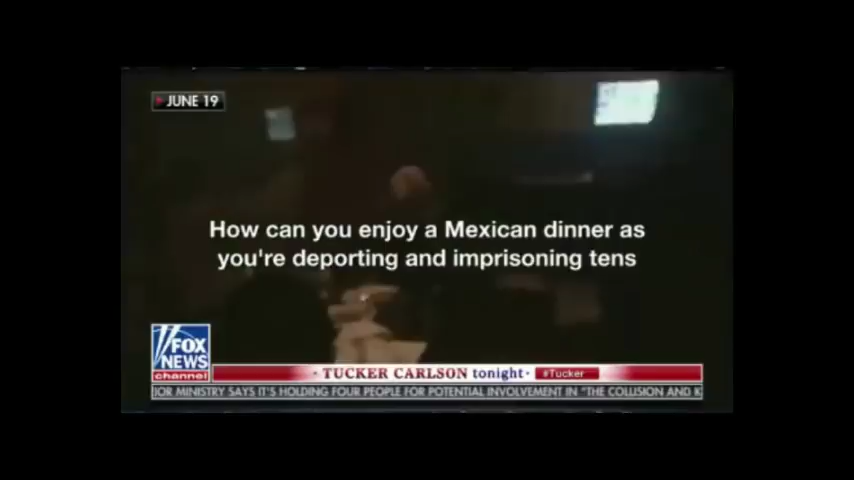 JUNE 19
How can you enjoy a Mexican dinner as
you're deporting and imprisoning tens
FOX
NEWS
channel
· TUCKER CARLSON tonight · #Tucker
IOR MINISTRY SAYS IT'S HOLDING FOUR PEOPLE FOR POTENTIAL INVOLVEMENT IN "THE COLLISION AND K